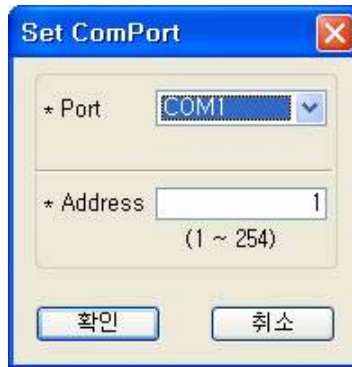 Set ComPort
* Port COM1
* Address 1
(1 ~ 254)
확인 취소